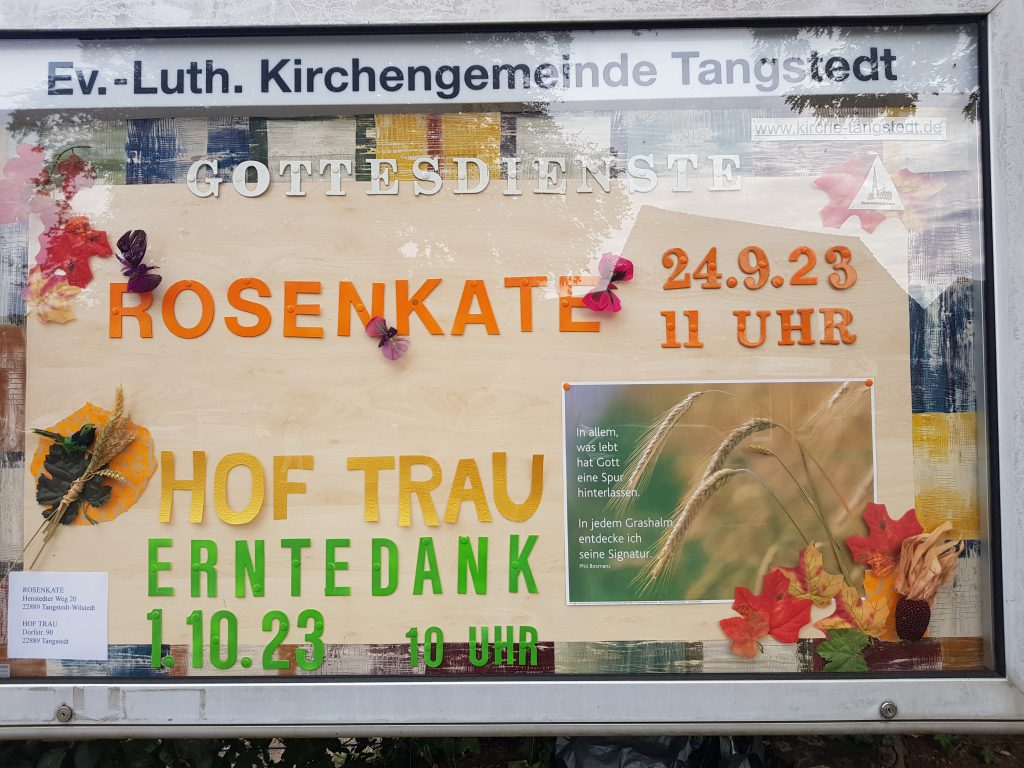 Ev.-Luth. Kirchengemeinde Tangstedt
www.kirche-tangstedt.de
GOTTESDIENSTE
ROSENKATE
24.9.23
11 UHR
HOF TRAU
ERNTEDANK
1.10.23 10 UHR
In allem,
was lebt
hat Gott
eine Spur
hinterlassen.
In jedem Grashalm
entdecke ich
seine Signatur.
Phil Bosmans
ROSENKATE
Henstedter Weg 20
22889 Tangstedt-Wilstedt
HOF TRAU
Dorfstr. 90
22889 Tangstedt